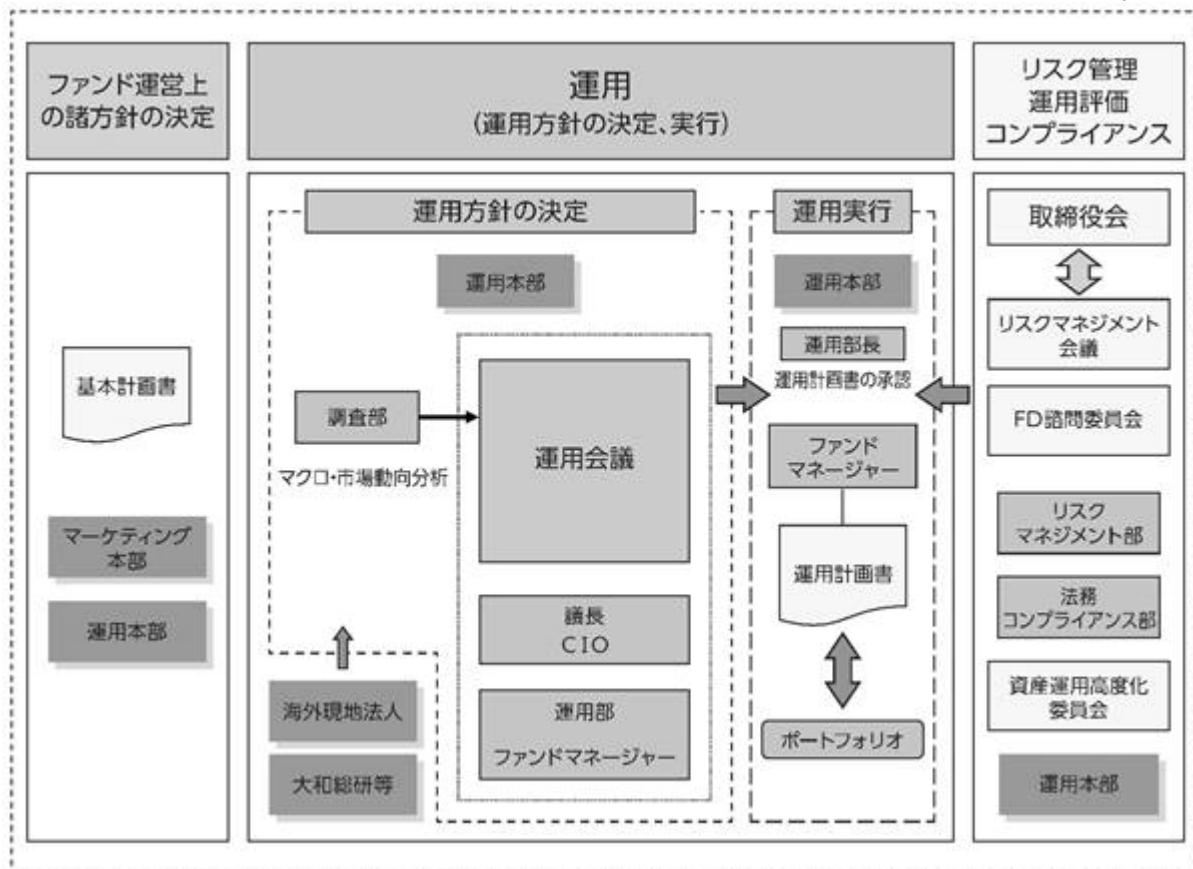 ファンド運営上
の諸方針の決定
基本計画書
マーケティング
本部
運用本部
運用
(運用方針の決定、実行)
運用方針の決定
運用本部
調査部
マクロ・市場動向分析
運用会議
議長
CIO
運用部
ファンドマネージャー
海外現地法人
大和総研等
運用実行
運用本部
運用部長
運用計画書の承認
ファンド
マネージャー
運用計画書
ポートフォリオ
リスク管理
運用評価
コンプライアンス
取締役会
リスクマネジメント
会議
FD諮問委員会
リスク
マネジメント部
法務
コンプライアンス部
資産運用高度化
委員会
運用本部